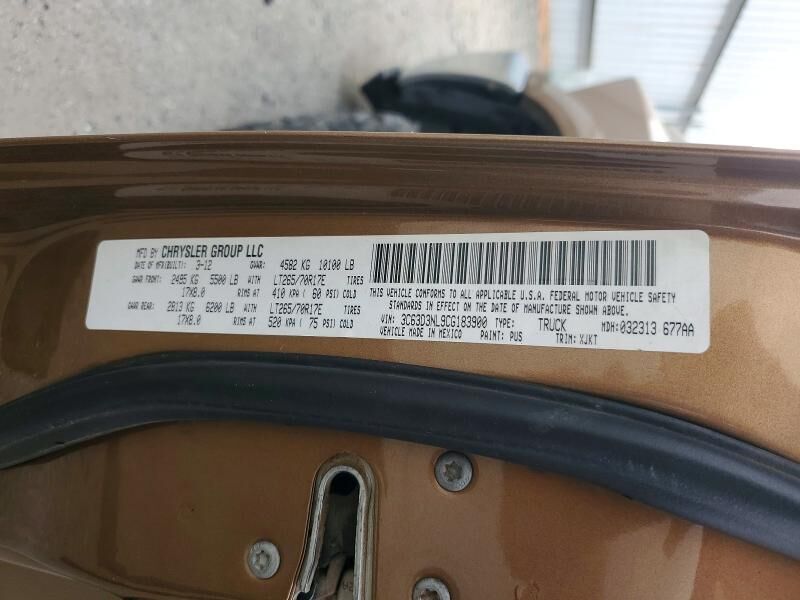 MFD BY CHRYSLER GROUP LLC
DATE OF MFR(BUILT): 3-12 GVWR: 4582 KG 10100 LB
GAWR FRONT: 2495 KG 5500 LB WITH LT265/70R17E TIRES
17X8.0 RIMS AT 410 KPA ( 60 PSI) COLD
GAWR REAR: 2813 KG 6200 LB WITH LT265/70R17E TIRES
17X8.0 RIMS AT 520 KPA ( 75 PSI) COLD
THIS VEHICLE CONFORMS TO ALL APPLICABLE U.S.A. FEDERAL MOTOR VEHICLE SAFETY
STANDARDS IN EFFECT ON THE DATE OF MANUFACTURE SHOWN ABOVE.
VIN: 3C63D3NL9CG183900 TYPE: TRUCK MDH: 032313 677AA
VEHICLE MADE IN MEXICO PAINT: PUS TRIM: XJKT